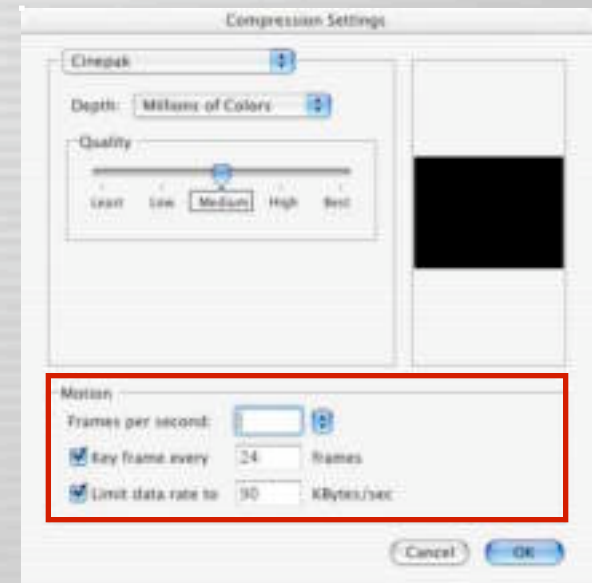 Compression Settings
Cinepak
Depth: Millions of Colors
Quality
Least Low Medium High Best
Motion
Frames per second:
Key frame every 24 frames
Limit data rate to 90 KBytes/sec
Cancel OK